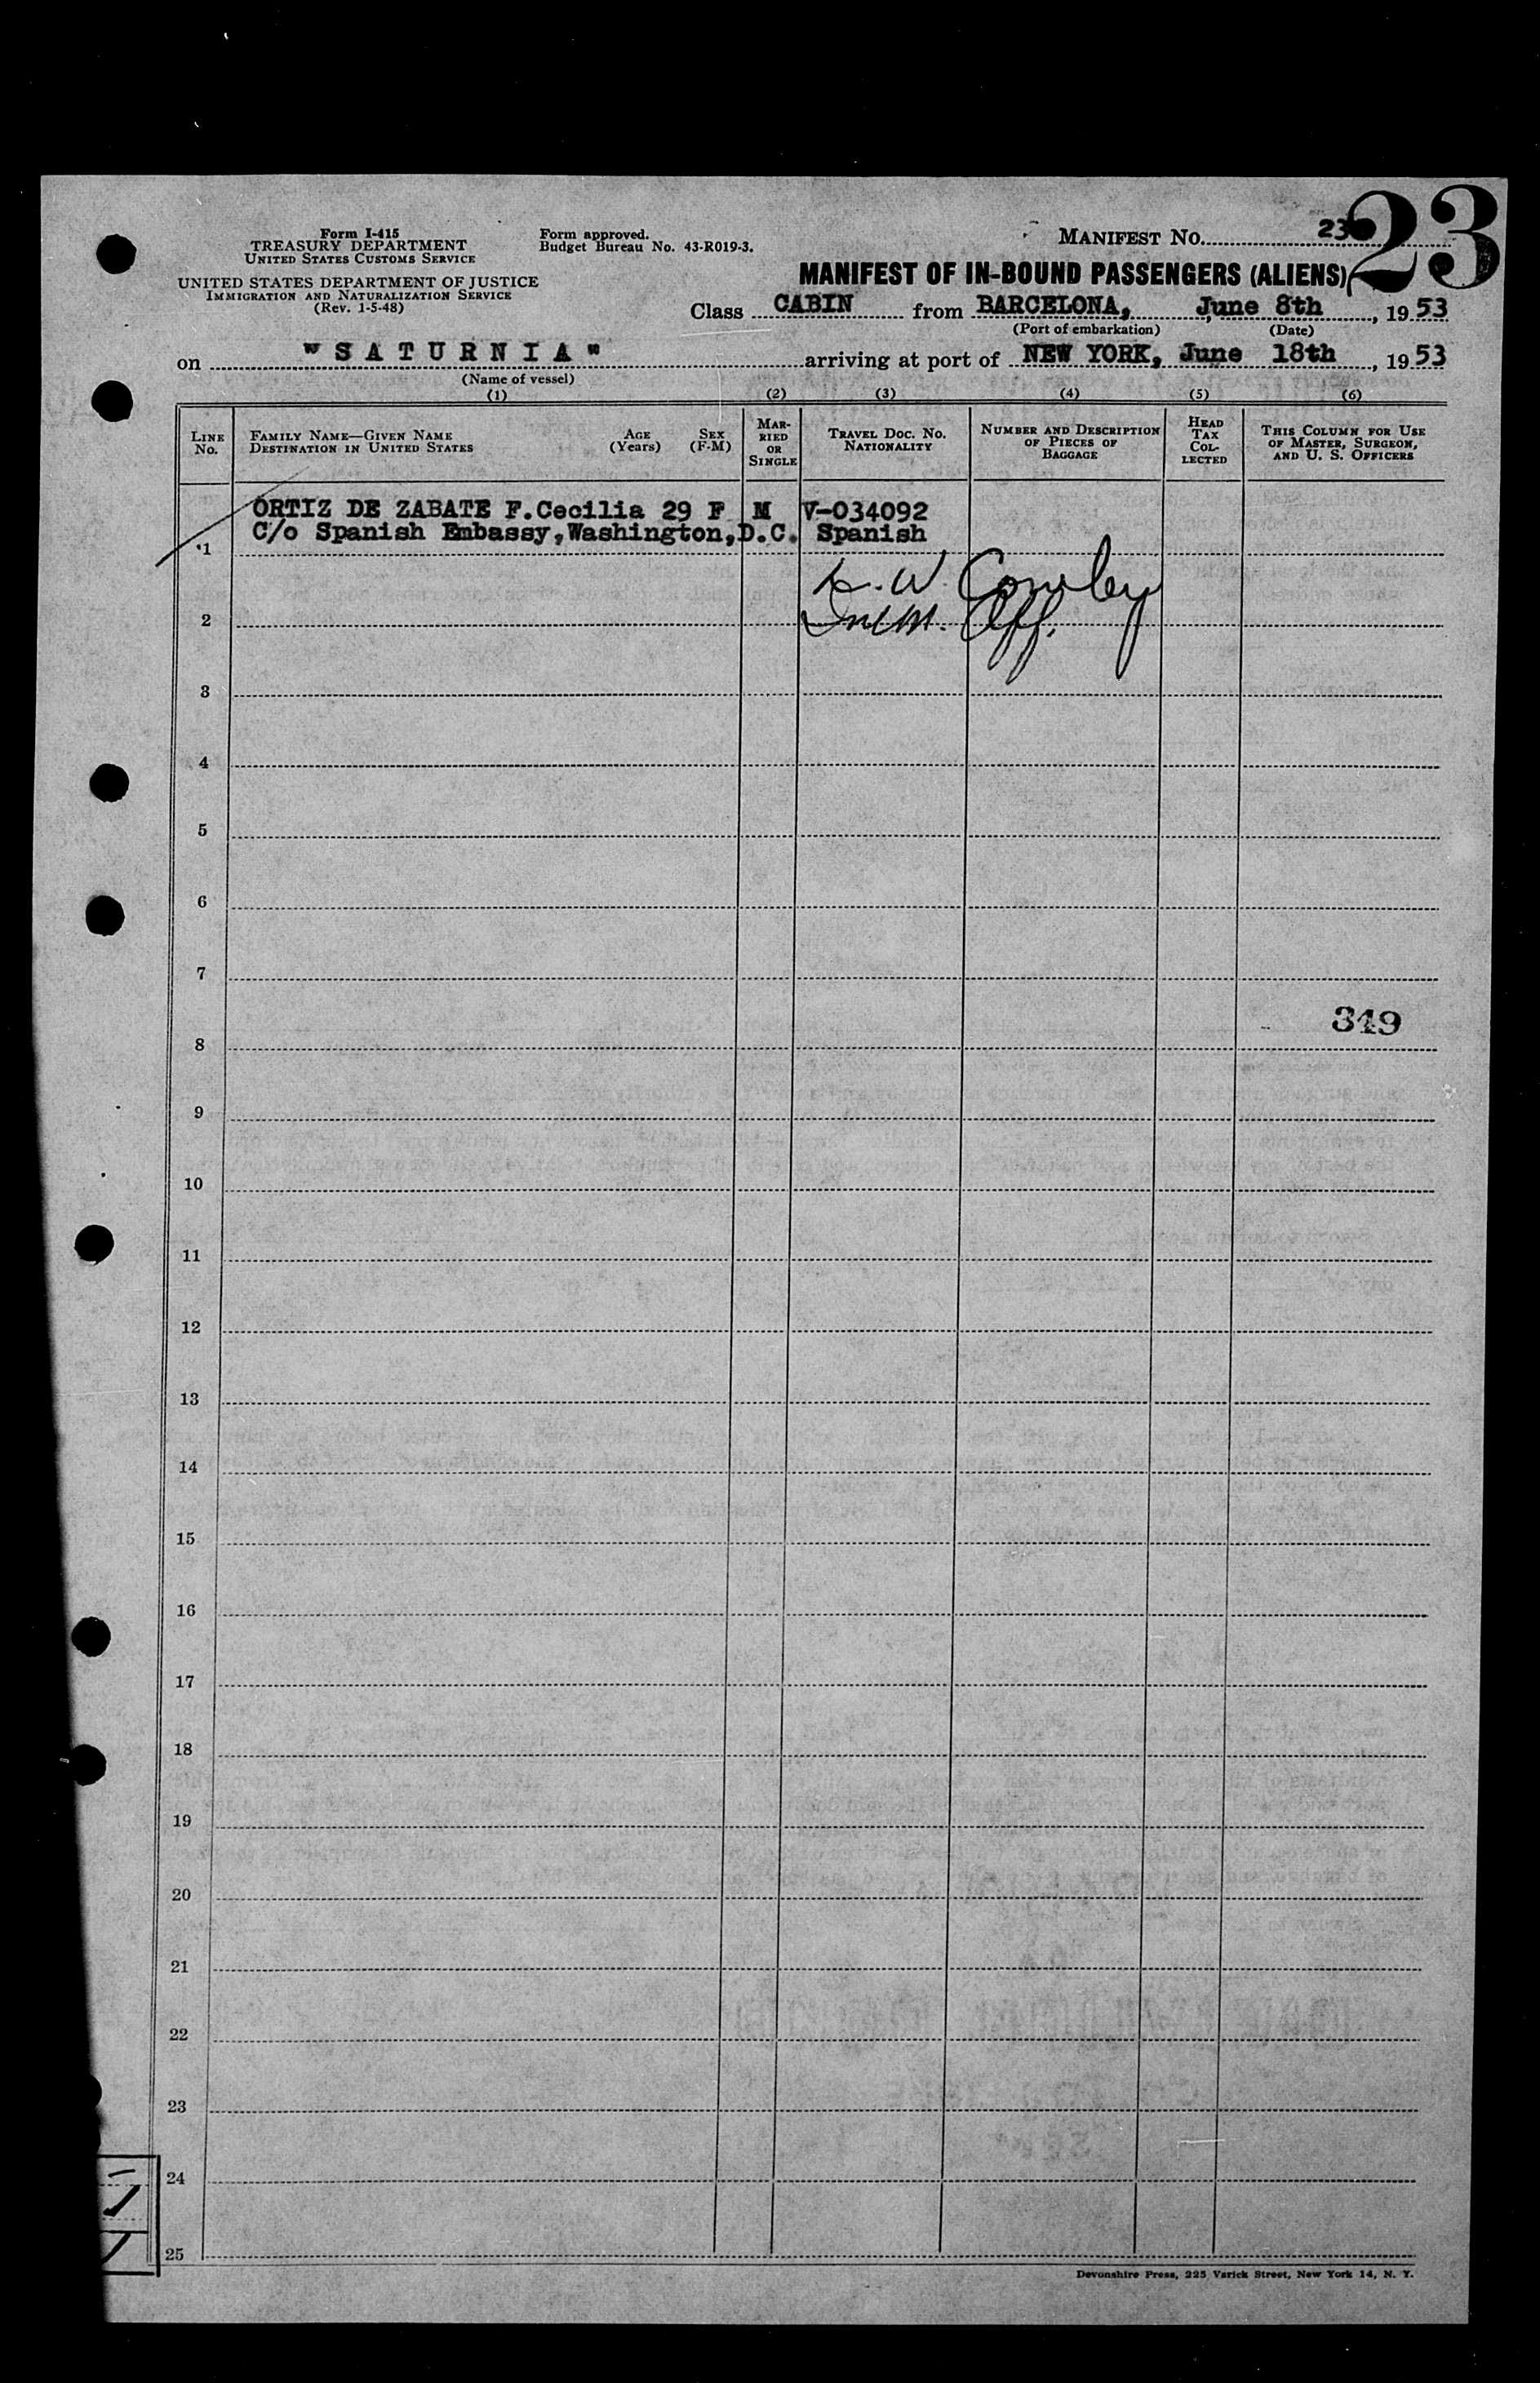 23
Form I-415
TREASURY DEPARTMENT
UNITED STATES CUSTOMS SERVICE
UNITED STATES DEPARTMENT OF JUSTICE
IMMIGRATION AND NATURALIZATION SERVICE
(Rev. 1-5-48)
Form approved.
Budget Bureau No. 43-R019-3.
MANIFEST NO. 23
MANIFEST OF IN-BOUND PASSENGERS (ALIENS)
Class CABIN from BARCELONA, June 8th, 1953
(Port of embarkation) (Date)
on "SATURNIA" arriving at port of NEW YORK, June 18th, 1953
(Name of vessel)
(1) (2) (3) (4) (5) (6)
LINE NO.
FAMILY NAME—GIVEN NAME
DESTINATION IN UNITED STATES
AGE (Years)
SEX (F-M)
MARRIED OR SINGLE
TRAVEL DOC. NO.
NATIONALITY
NUMBER AND DESCRIPTION OF PIECES OF BAGGAGE
HEAD TAX COLLECTED
THIS COLUMN FOR USE OF MASTER, SURGEON, AND U. S. OFFICERS
ORTIZ DE ZABATE F.Cecilia 29 F M V-034092
1 C/o Spanish Embassy,Washington,D.C. Spanish
2
3
4
5
6
7
349
8
9
10
11
12
13
14
15
16
17
18
19
20
21
22
23
24
25
Devonshire Press, 225 Varick Street, New York 14, N. Y.